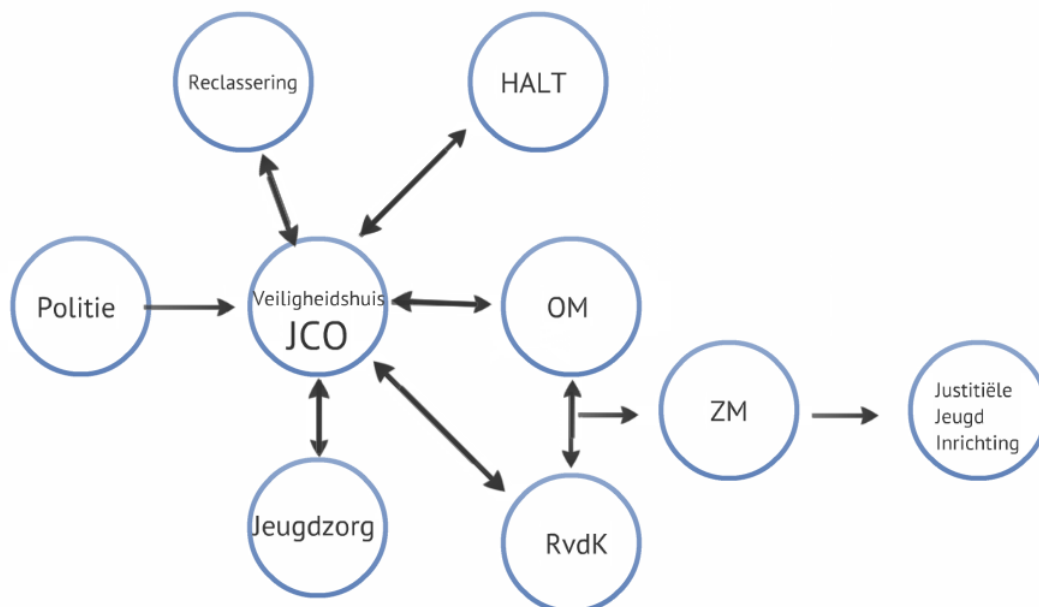 Reclassering
HALT
Politie
Veiligheidshuis
JCO
OM
ZM
Justitiële
Jeugd
Inrichting
Jeugdzorg
RvdK